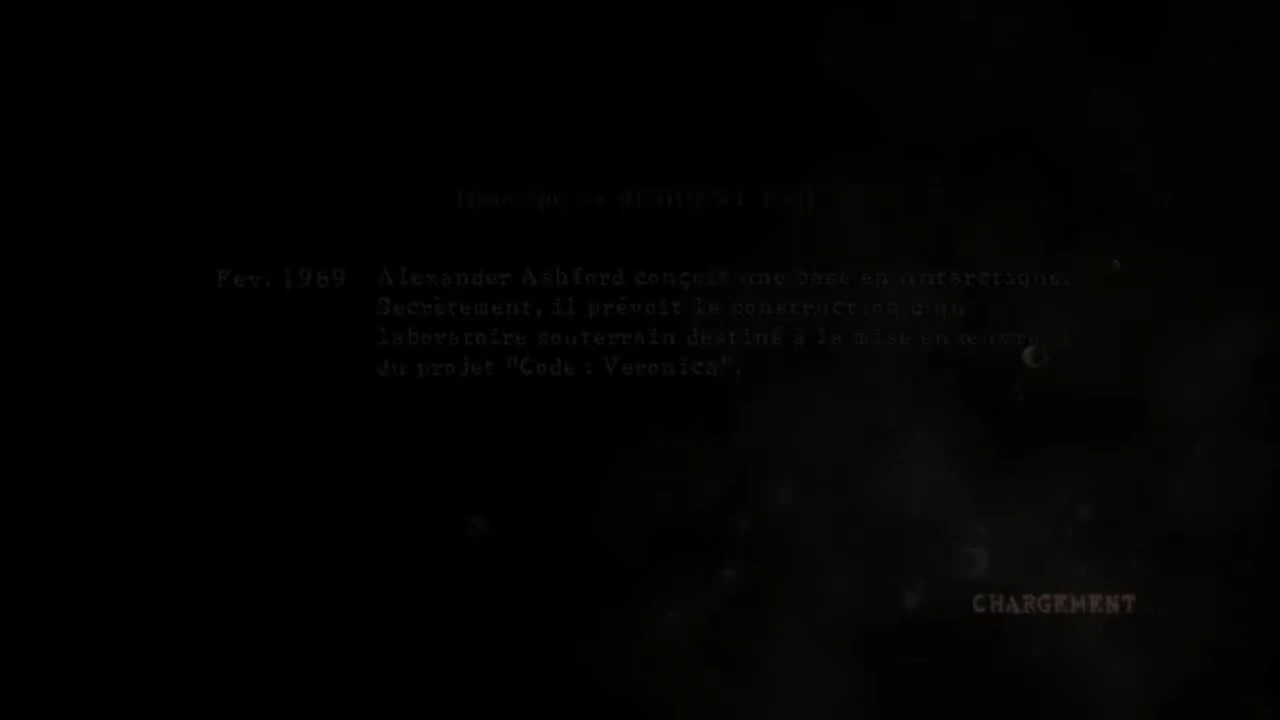 Fev. 1969 Alexander Ashford conçoit une base en Antarctique.
Secrètement, il prévoit la construction d'un
laboratoire souterrain destiné à la mise en œuvre
du projet "Code : Veronica".
CHARGEMENT...